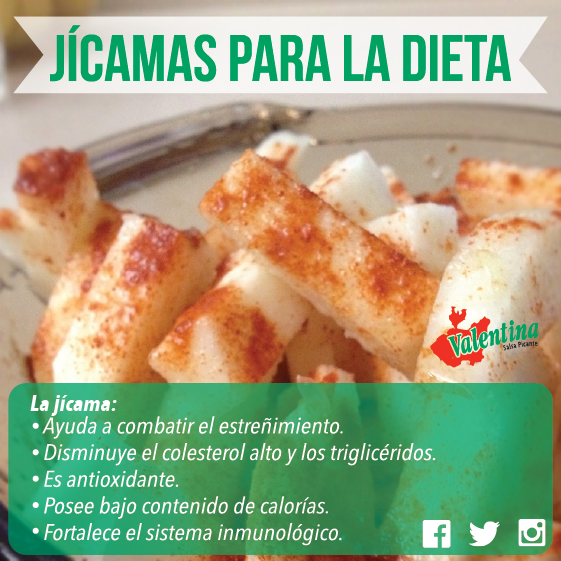 JÍCAMAS PARA LA DIETA
Valentina
Salsa Picante
La jícama:
• Ayuda a combatir el estreñimiento.
• Disminuye el colesterol alto y los triglicéridos.
• Es antioxidante.
• Posee bajo contenido de calorías.
• Fortalece el sistema inmunológico.